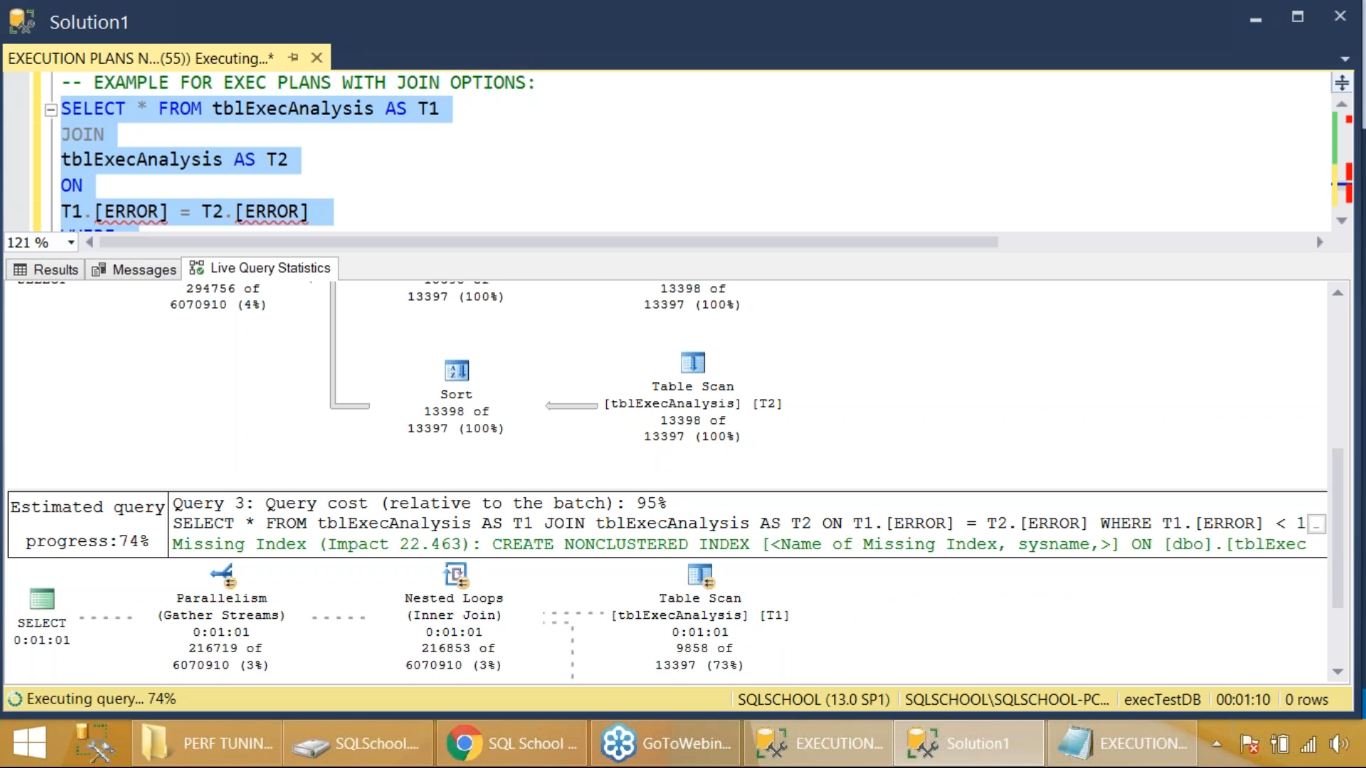 Solution1
EXECUTION PLANS N...(55)) Executing...*
-- EXAMPLE FOR EXEC PLANS WITH JOIN OPTIONS:
SELECT * FROM tblExecAnalysis AS T1
JOIN
tblExecAnalysis AS T2
ON
T1.[ERROR] = T2.[ERROR]
121 %
Results Messages Live Query Statistics
294756 of
6070910 (4%)
13397 (100%)
13398 of
13397 (100%)
Sort
13398 of
13397 (100%)
Table Scan
[tblExecAnalysis] [T2]
13398 of
13397 (100%)
Estimated query
progress:74%
Query 3: Query cost (relative to the batch): 95%
SELECT * FROM tblExecAnalysis AS T1 JOIN tblExecAnalysis AS T2 ON T1.[ERROR] = T2.[ERROR] WHERE T1.[ERROR] < 1
...
Missing Index (Impact 22.463): CREATE NONCLUSTERED INDEX [<Name of Missing Index, sysname,>] ON [dbo].[tblExec
SELECT
0:01:01
Parallelism
(Gather Streams)
0:01:01
216719 of
6070910 (3%)
Nested Loops
(Inner Join)
0:01:01
216853 of
6070910 (3%)
Table Scan
[tblExecAnalysis] [T1]
0:01:01
9858 of
13397 (73%)
Executing query... 74%
SQLSCHOOL (13.0 SP1) SQLSCHOOL\SQLSCHOOL-PC... execTestDB 00:01:10 0 rows
PERF TUNIN... SQLSchool.... SQL School ... GoToWebin... EXECUTION... Solution1 EXECUTION...